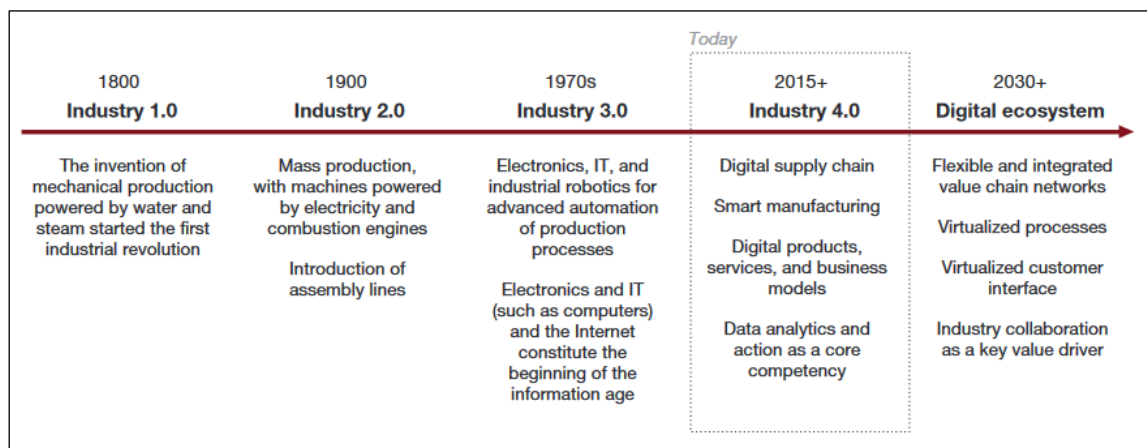 Today
1800
Industry 1.0
The invention of
mechanical production
powered by water and
steam started the first
industrial revolution
1900
Industry 2.0
Mass production,
with machines powered
by electricity and
combustion engines
Introduction of
assembly lines
1970s
Industry 3.0
Electronics, IT, and
industrial robotics for
advanced automation
of production
processes
Electronics and IT
(such as computers)
and the Internet
constitute the
beginning of the
information age
2015+
Industry 4.0
Digital supply chain
Smart manufacturing
Digital products,
services, and business
models
Data analytics and
action as a core
competency
2030+
Digital ecosystem
Flexible and integrated
value chain networks
Virtualized processes
Virtualized customer
interface
Industry collaboration
as a key value driver